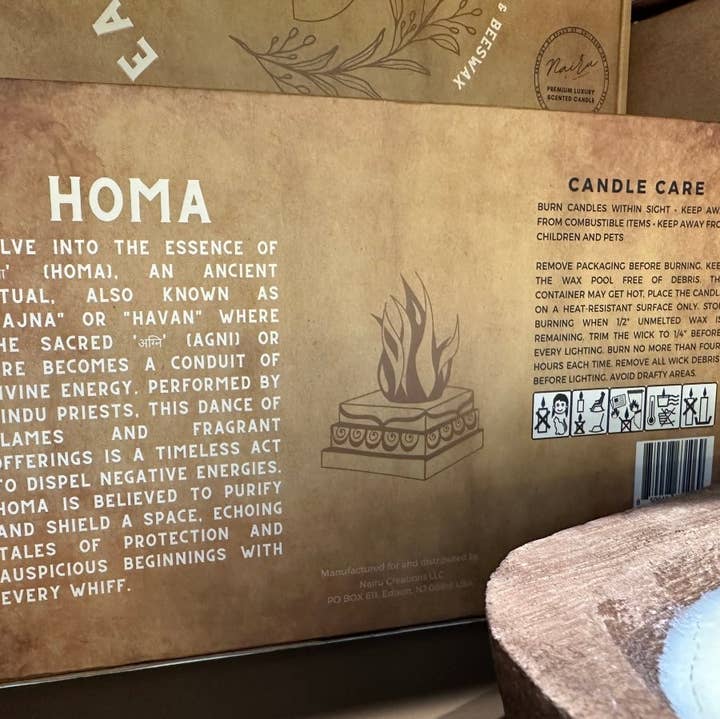 EA
& BEESWAX
Nairu
PREMIUM LUXURY
SCENTED CANDLE
HOMA
LVE INTO THE ESSENCE OF
(HOMA), AN ANCIENT
TUAL, ALSO KNOWN AS
AJNA" OR "HAVAN" WHERE
HE SACRED 'अग्नि' (AGNI) OR
RE BECOMES A CONDUIT OF
IVINE ENERGY. PERFORMED BY
INDU PRIESTS, THIS DANCE OF
LAMES AND FRAGRANT
OFFERINGS IS A TIMELESS ACT
TO DISPEL NEGATIVE ENERGIES.
HOMA IS BELIEVED TO PURIFY
AND SHIELD A SPACE, ECHOING
TALES OF PROTECTION AND
AUSPICIOUS BEGINNINGS WITH
EVERY WHIFF.
Manufactured for and distributed by
Nairu Creations LLC
PO BOX 611, Edison, NJ USA
CANDLE CARE
BURN CANDLES WITHIN SIGHT • KEEP AW
FROM COMBUSTIBLE ITEMS • KEEP AWAY FRO
CHILDREN AND PETS
REMOVE PACKAGING BEFORE BURNING. KEE
THE WAX POOL FREE OF DEBRIS. TH
CONTAINER MAY GET HOT, PLACE THE CANDL
ON A HEAT-RESISTANT SURFACE ONLY. STO
BURNING WHEN 1/2" UNMELTED WAX IS
REMAINING. TRIM THE WICK TO 1/4" BEFORE
EVERY LIGHTING. BURN NO MORE THAN FOUR
HOURS EACH TIME. REMOVE ALL WICK DEBRIS
BEFORE LIGHTING. AVOID DRAFTY AREAS.